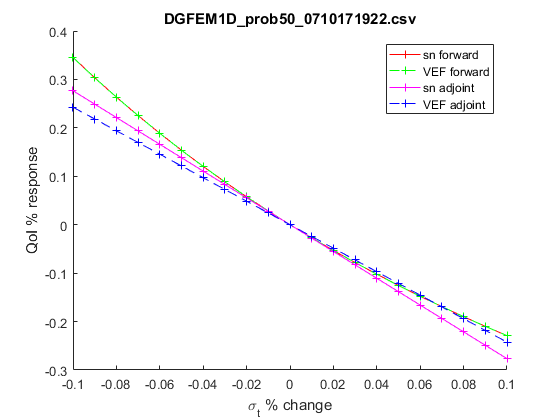 DGFEM1D_prob50_0710171922.csv
0.4
0.3
0.2
0.1
0
-0.1
-0.2
-0.3
QoI % response
sn forward
VEF forward
sn adjoint
VEF adjoint
-0.1 -0.08 -0.06 -0.04 -0.02 0 0.02 0.04 0.06 0.08 0.1
σt % change